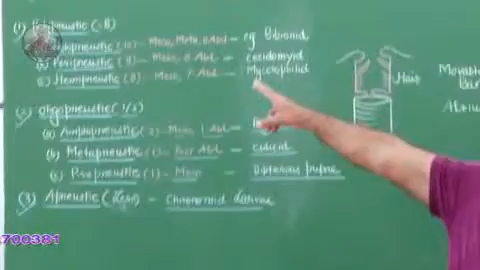 (1) Polypneustic (-8)
(a) Holopneustic (10) - Meso, Meta, 8 Abd - eg Bibionid
(b) Peripneustic (9) - Meso, 8 Abd - cecidomyid
(c) Hemipneustic (8) - Meso, 7 Abd - Mycetophilid
(2) Oligopneustic (1/2)
(a) Amphipneustic (2) - Meso, 1 Abd -
(b) Metapneustic (1) - Abd - culicid
(c) Propneustic (1) - Meso - Dipterous pupae
(3) Apneustic (Zero) - Chironomid Larvae
Hair
Movable
700381